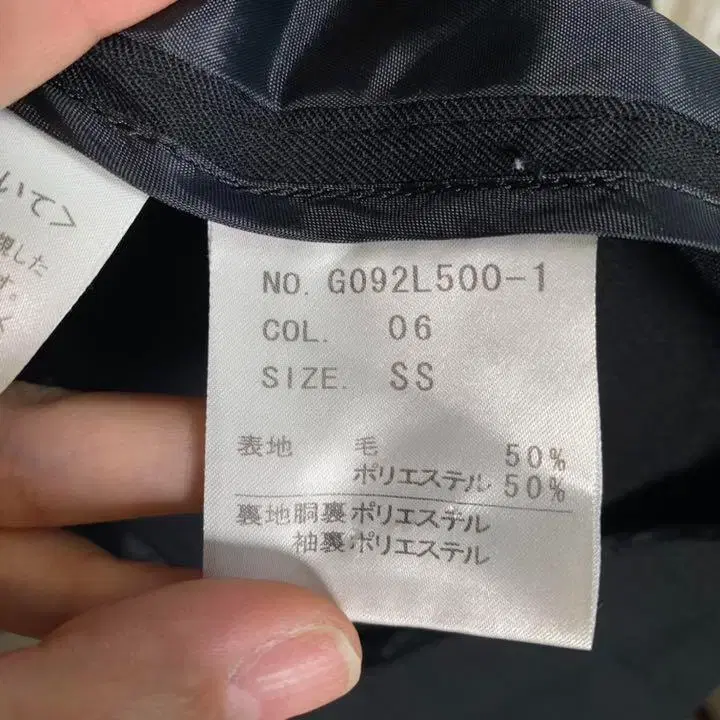 いて＞
視した
す。
く
NO. G092L500-1
COL. 06
SIZE. SS
表地 毛 50%
ポリエステル 50%
裏地胴裏ポリエステル
袖裏:ポリエステル